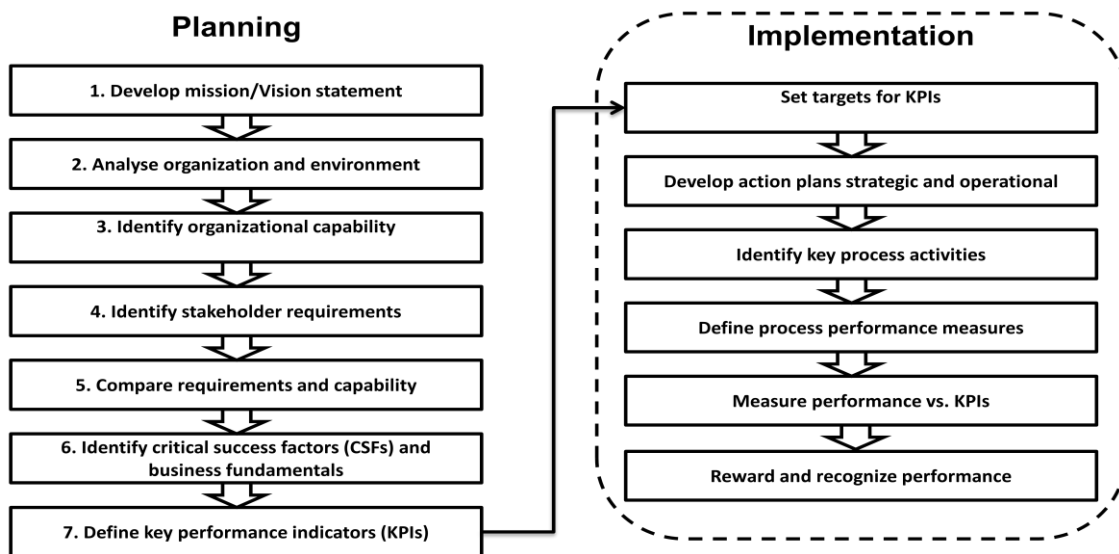 Planning
1. Develop mission/Vision statement
2. Analyse organization and environment
3. Identify organizational capability
4. Identify stakeholder requirements
5. Compare requirements and capability
6. Identify critical success factors (CSFs) and
business fundamentals
7. Define key performance indicators (KPIs)
Implementation
Set targets for KPIs
Develop action plans strategic and operational
Identify key process activities
Define process performance measures
Measure performance vs. KPIs
Reward and recognize performance